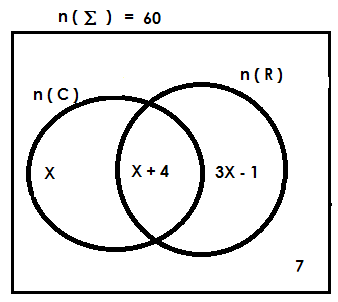 n ( Σ ) = 60
n ( R )
n ( C )
X X + 4 3X - 1
7